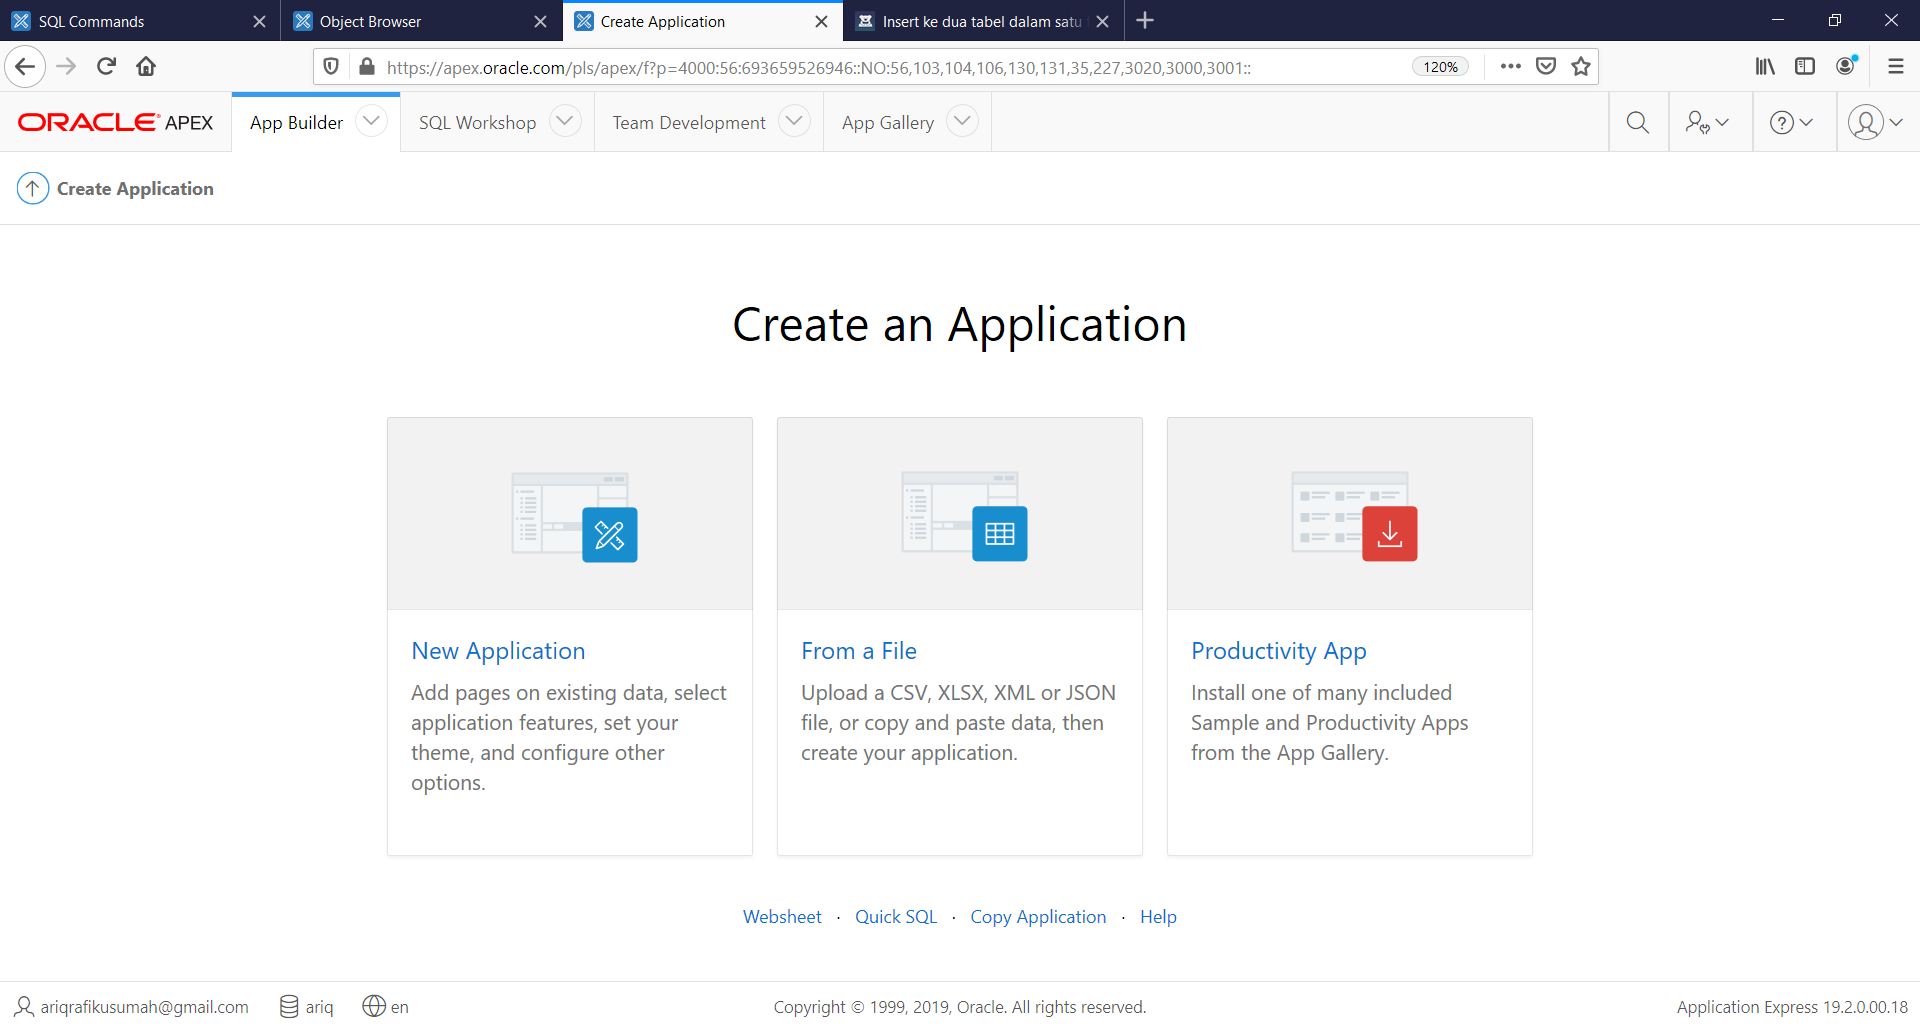 SQL Commands
Object Browser
Create Application
Insert ke dua tabel dalam satu
https://apex.oracle.com/pls/apex/f?p=4000:56:693659526946::NO:56,103,104,106,130,131,35,227,3020,3000,3001::
120%
ORACLE APEX
App Builder
SQL Workshop
Team Development
App Gallery
Create Application
Create an Application
New Application
Add pages on existing data, select
application features, set your
theme, and configure other
options.
From a File
Upload a CSV, XLSX, XML or JSON
file, or copy and paste data, then
create your application.
Productivity App
Install one of many included
Sample and Productivity Apps
from the App Gallery.
Websheet · Quick SQL · Copy Application · Help
ariqrafikusumah@gmail.com
ariq
en
Copyright © 1999, 2019, Oracle. All rights reserved.
Application Express 19.2.0.00.18